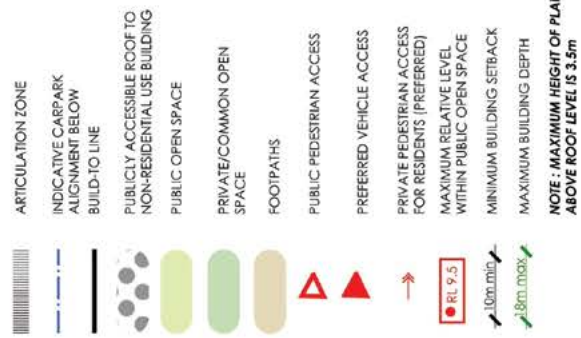 ARTICULATION ZONE
INDICATIVE CARPARK
ALIGNMENT BELOW
BUILD-TO LINE
PUBLICLY ACCESSIBLE ROOF TO
NON-RESIDENTIAL USE BUILDING
PUBLIC OPEN SPACE
PRIVATE/COMMON OPEN
SPACE
FOOTPATHS
PUBLIC PEDESTRIAN ACCESS
PREFERRED VEHICLE ACCESS
PRIVATE PEDESTRIAN ACCESS
FOR RESIDENTS (PREFERRED)
RL 9.5
MAXIMUM RELATIVE LEVEL
WITHIN PUBLIC OPEN SPACE
10m min
MINIMUM BUILDING SETBACK
18m max
MAXIMUM BUILDING DEPTH
NOTE : MAXIMUM HEIGHT OF
ABOVE ROOF LEVEL IS 3.5m